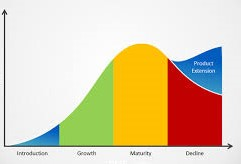 Product
Extension
Introduction
Growth
Maturity
Decline